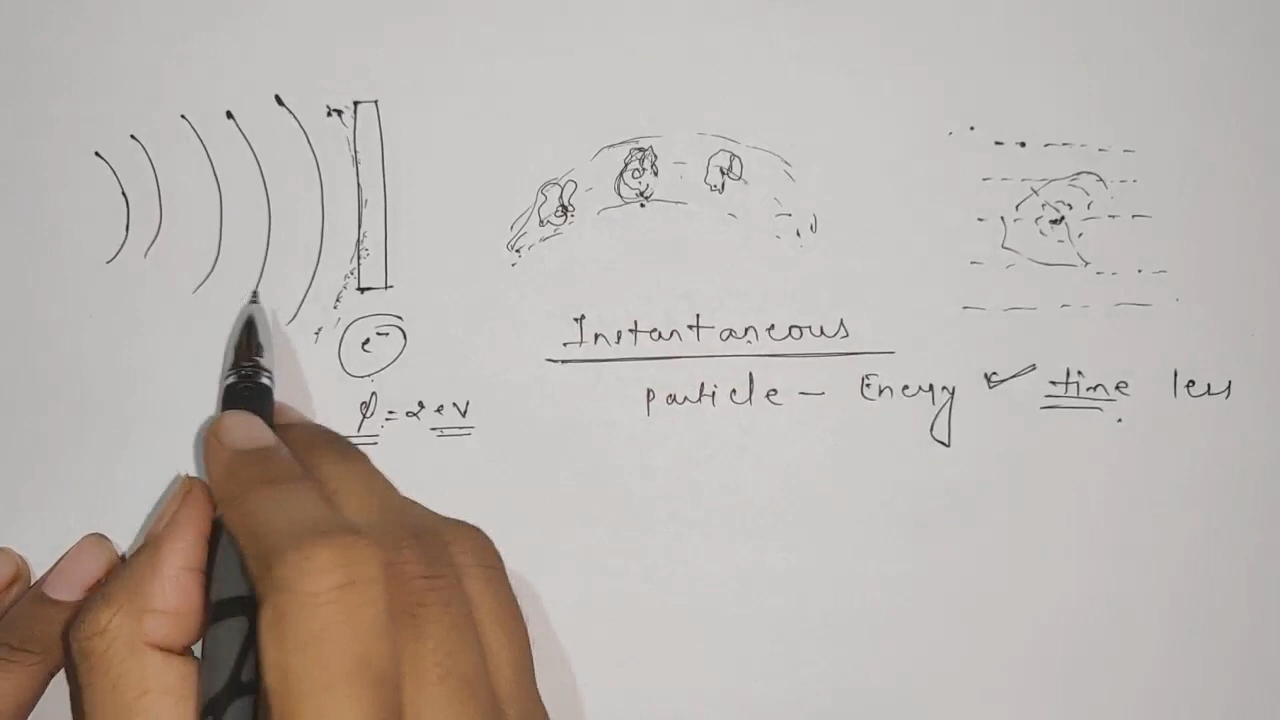 e⁻
φ = 2 eV
Instantaneous
particle – Energy ✓ time less